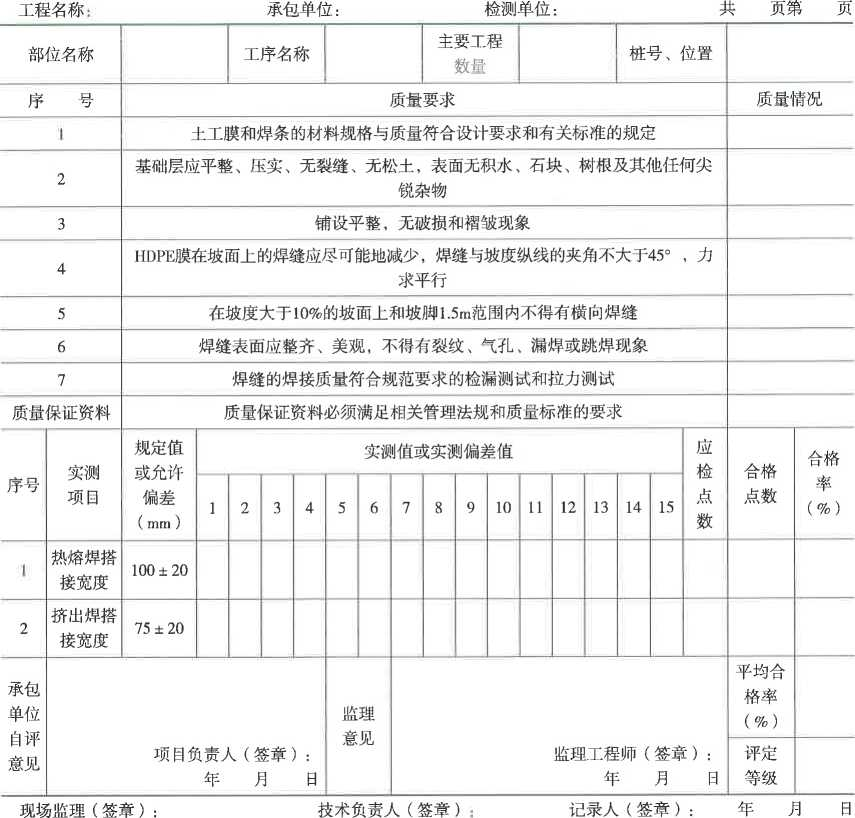 工程名称： 承包单位： 检测单位： 共 页第 页
部位名称 工序名称 主要工程数量 桩号、位置
序 号 质量要求 质量情况
1 土工膜和焊条的材料规格与质量符合设计要求和有关标准的规定
2 基础层应平整、压实、无裂缝、无松土，表面无积水、石块、树根及其他任何尖
锐杂物
3 铺设平整，无破损和褶皱现象
4 HDPE膜在坡面上的焊缝应尽可能地减少，焊缝与坡度纵线的夹角不大于45°，力
求平行
5 在坡度大于10%的坡面上和坡脚1.5m范围内不得有横向焊缝
6 焊缝表面应整齐、美观，不得有裂纹、气孔、漏焊或跳焊现象
7 焊缝的焊接质量符合规范要求的检漏测试和拉力测试
质量保证资料 质量保证资料必须满足相关管理法规和质量标准的要求
序号
实测
项目
规定值
或允许
偏差
（mm）
实测值或实测偏差值
1 2 3 4 5 6 7 8 9 10 11 12 13 14 15
应
检
点
数
合格
点数
合格
率
（%）
1 热熔焊搭
接宽度 100±20
2 挤出焊搭
接宽度 75±20
承包
单位
自评
意见
项目负责人（签章）：
年 月 日
监理
意见
监理工程师（签章）：
年 月 日
平均合
格率
（%）
评定
等级
现场监理（签章）： 技术负责人（签章）： 记录人（签章）： 年 月 日